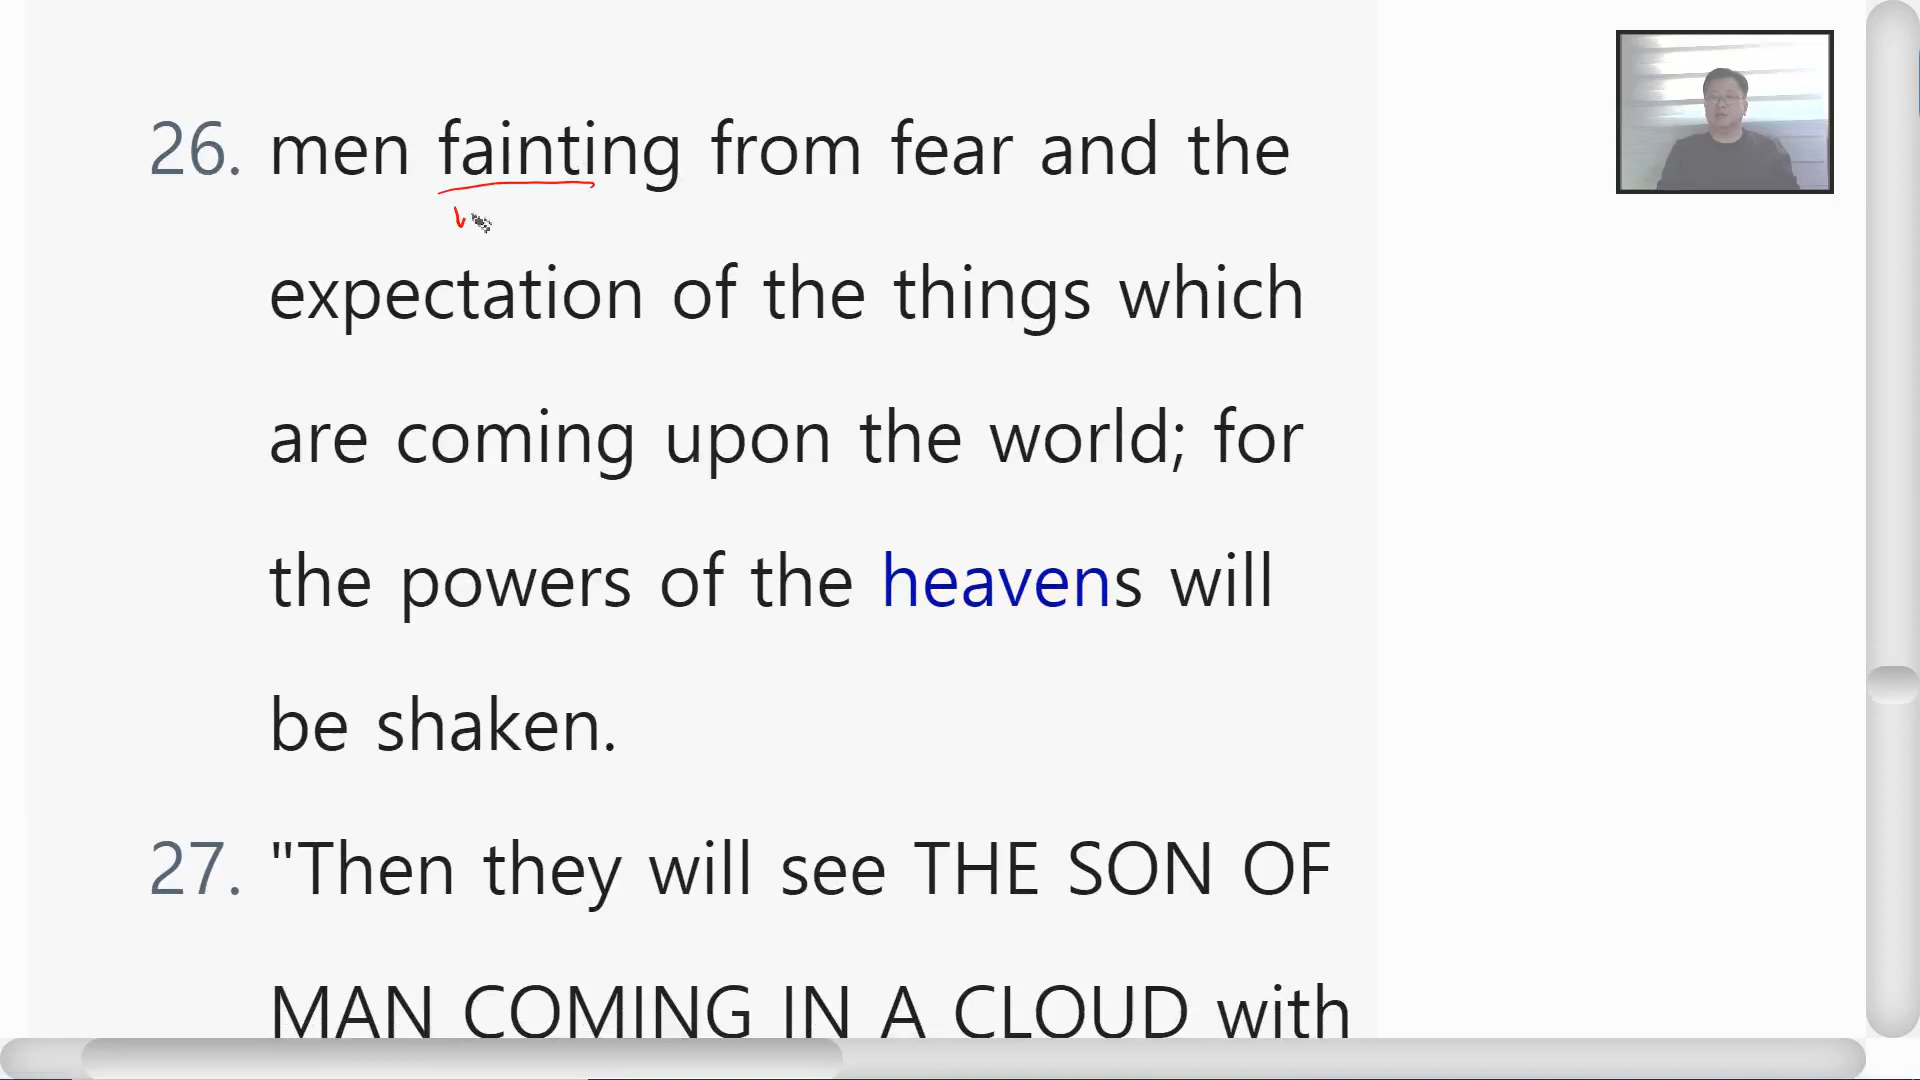 26. men fainting from fear and the
expectation of the things which
are coming upon the world; for
the powers of the heavens will
be shaken.
27. "Then they will see THE SON OF
MAN COMING IN A CLOUD with